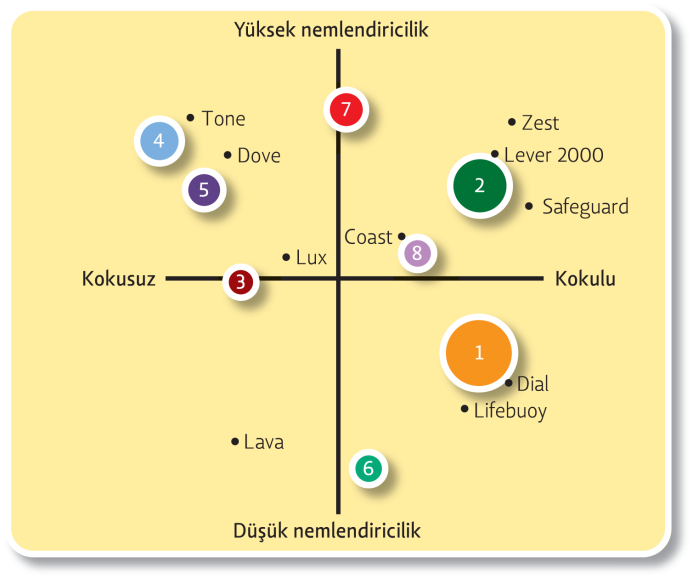 Yüksek nemlendiricilik
7
Tone
Zest
4
Dove
Lever 2000
5
2
Safeguard
Coast
8
Lux
Kokusuz
3
Kokulu
1
Dial
Lifebuoy
Lava
6
Düşük nemlendiricilik